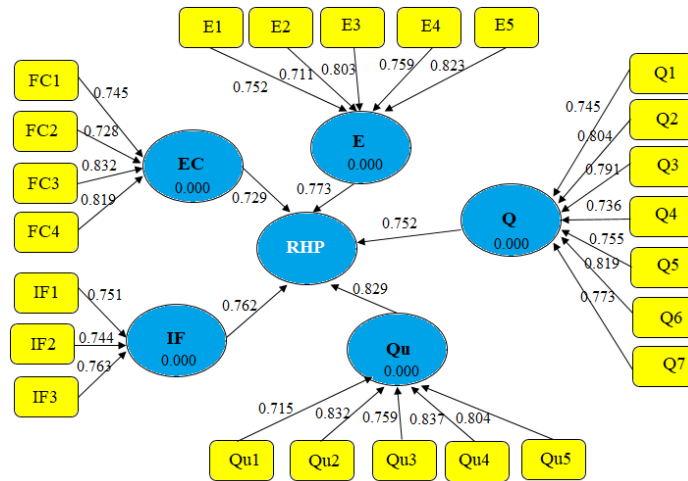 E1
E2
E3
E4
E5
0.752
0.711
0.803
0.759
0.823
FC1
FC2
FC3
FC4
0.745
0.728
0.832
0.819
EC
0.000
0.729
E
0.000
0.773
Q1
Q2
Q3
Q4
Q5
Q6
Q7
0.745
0.804
0.791
0.736
0.755
0.819
0.773
Q
0.000
0.752
RHP
IF1
IF2
IF3
0.751
0.744
0.763
IF
0.000
0.762
0.829
Qu
0.000
0.715
0.832
0.759
0.837
0.804
Qu1
Qu2
Qu3
Qu4
Qu5